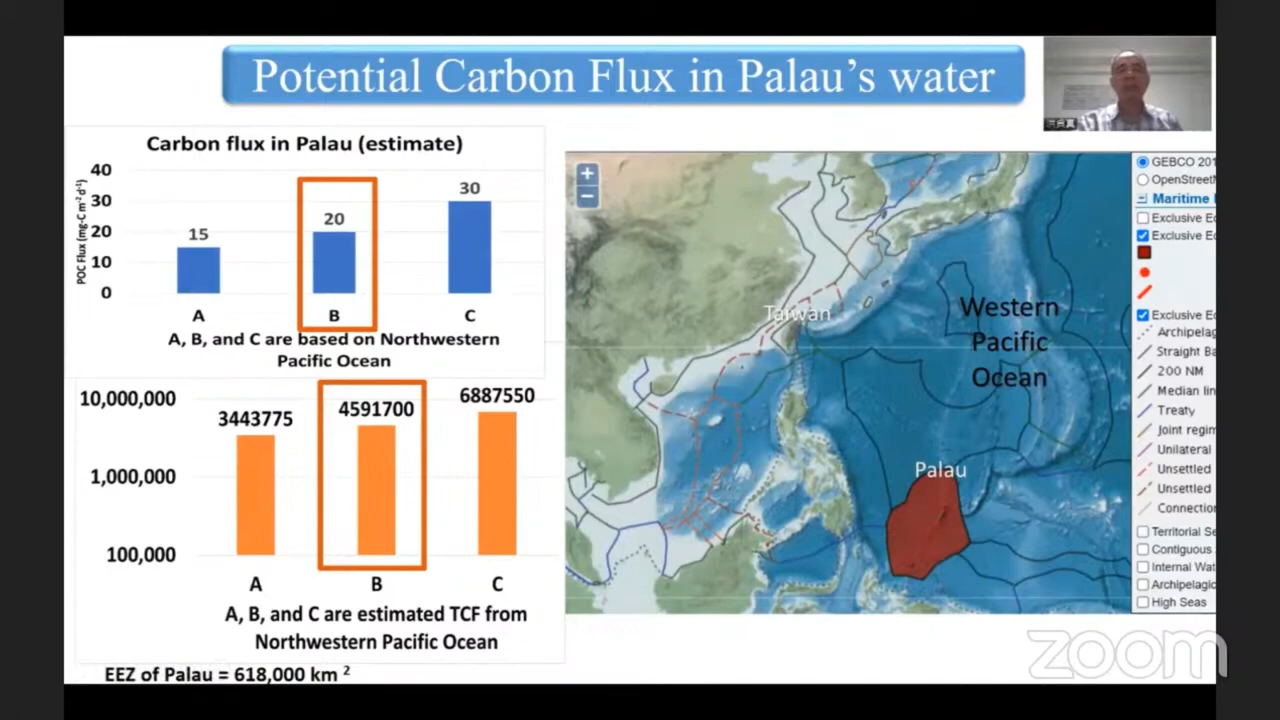 Potential Carbon Flux in Palau's water
Carbon flux in Palau (estimate)
POC Flux (mg-C m-2 d-1)
40
30
20
10
0
15
20
30
A
B
C
A, B, and C are based on Northwestern
Pacific Ocean
10,000,000
1,000,000
100,000
3443775
4591700
6887550
A
B
C
A, B, and C are estimated TCF from
Northwestern Pacific Ocean
EEZ of Palau = 618,000 km 2
+
−
Taiwan
Western
Pacific
Ocean
Palau
GEBCO 201
OpenStreetM
Maritime
Exclusive Ec
Exclusive Ec
Exclusive Ec
Archipelag
Straight Ba
200 NM
Median lin
Treaty
Joint regim
Unilateral
Unsettled
Unsettled
Connection
Territorial Se
Contiguous
Internal Wat
Archipelagic
High Seas
zoom